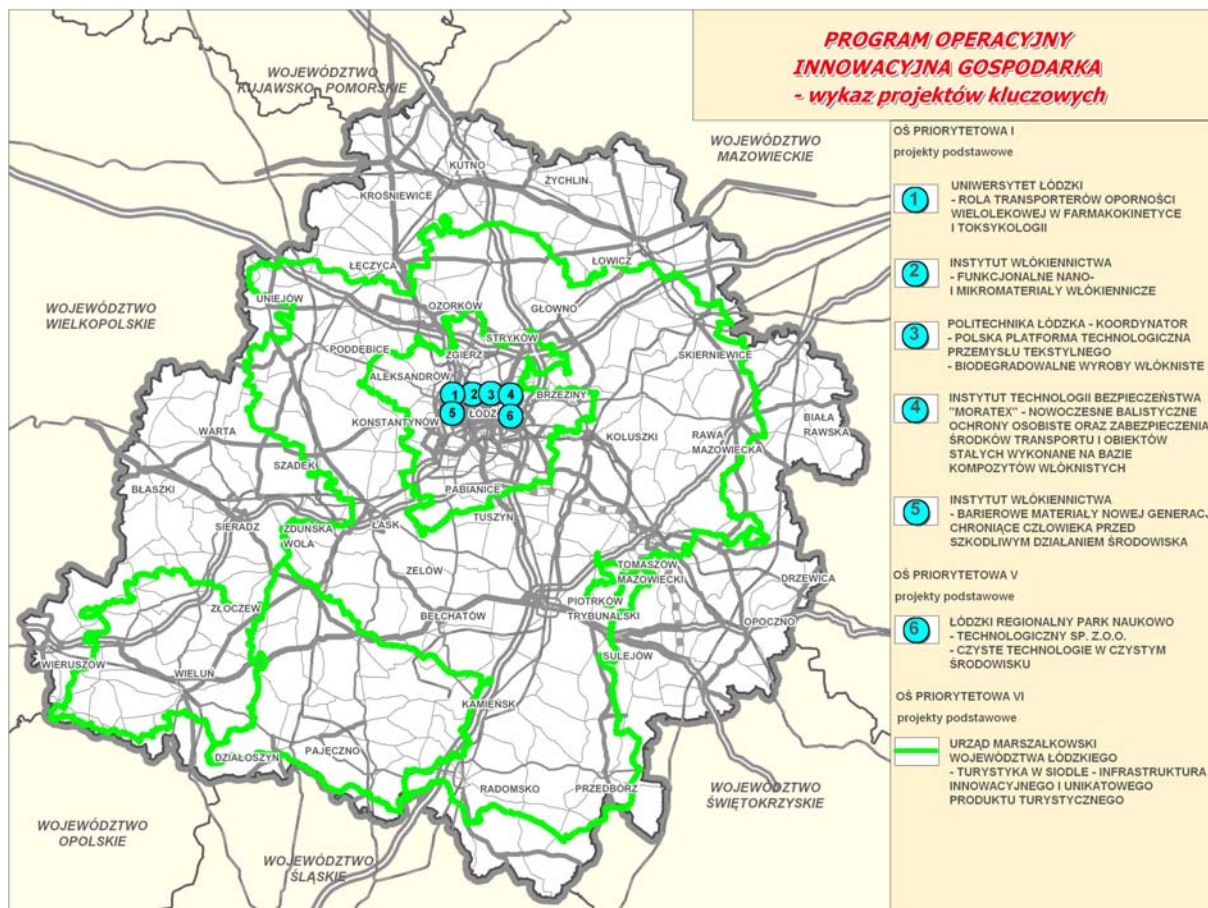 PROGRAM OPERACYJNY
INNOWACYJNA GOSPODARKA
- wykaz projektów kluczowych
WOJEWÓDZTWO
KUJAWSKO - POMORSKIE
WOJEWÓDZTWO
MAZOWIECKIE
WOJEWÓDZTWO
WIELKOPOLSKIE
WOJEWÓDZTWO
OPOLSKIE
WOJEWÓDZTWO
ŚLĄSKIE
WOJEWÓDZTWO
ŚWIĘTOKRZYSKIE
KUTNO
ŻYCHLIN
KROŚNIEWICE
ŁĘCZYCA
ŁOWICZ
UNIEJÓW
OZORKÓW
GŁOWNO
STRYKÓW
PODDĘBICE
ZGIERZ
SKIERNIEWICE
ALEKSANDRÓW
BRZEZINY
1
2
3
4
5
6
ŁÓDŹ
KONSTANTYNÓW
BIAŁA
RAWSKA
WARTA
KOLUSZKI
RAWA
MAZOWIECKA
SZADEK
BŁASZKI
PABIANICE
SIERADZ
ZDUŃSKA
WOLA
ŁASK
TUSZYN
ZELÓW
TOMASZÓW
MAZOWIECKI
DRZEWICA
ZŁOCZEW
BEŁCHATÓW
PIOTRKÓW
TRYBUNALSKI
OPOCZNO
WIERUSZÓW
WIELUŃ
SULEJÓW
KAMIEŃSK
DZIAŁOSZYN
PAJĘCZNO
RADOMSKO
PRZEDBÓRZ
OŚ PRIORYTETOWA I
projekty podstawowe
1
UNIWERSYTET ŁÓDZKI
- ROLA TRANSPORTERÓW OPORNOŚCI
WIELOLEKOWEJ W FARMAKOKINETYCE
I TOKSYKOLOGII
2
INSTYTUT WŁÓKIENNICTWA
- FUNKCJONALNE NANO-
I MIKROMATERIAŁY WŁÓKIENNICZE
3
POLITECHNIKA ŁÓDZKA - KOORDYNATOR
- POLSKA PLATFORMA TECHNOLOGICZNA
PRZEMYSŁU TEKSTYLNEGO
- BIODEGRADOWALNE WYROBY WŁÓKNISTE
4
INSTYTUT TECHNOLOGII BEZPIECZEŃSTWA
"MORATEX" - NOWOCZESNE BALISTYCZNE
OCHRONY OSOBISTE ORAZ ZABEZPIECZENIA
ŚRODKÓW TRANSPORTU I OBIEKTÓW
STAŁYCH WYKONANE NA BAZIE
KOMPOZYTÓW WŁÓKNISTYCH
5
INSTYTUT WŁÓKIENNICTWA
- BARIEROWE MATERIAŁY NOWEJ GENERACJ
CHRONIĄCE CZŁOWIEKA PRZED
SZKODLIWYM DZIAŁANIEM ŚRODOWISKA
OŚ PRIORYTETOWA V
projekty podstawowe
6
ŁÓDZKI REGIONALNY PARK NAUKOWO
- TECHNOLOGICZNY SP. Z.O.O.
- CZYSTE TECHNOLOGIE W CZYSTYM
ŚRODOWISKU
OŚ PRIORYTETOWA VI
projekty podstawowe
URZĄD MARSZAŁKOWSKI
WOJEWÓDZTWA ŁÓDZKIEGO
- TURYSTYKA W SIODLE - INFRASTRUKTURA
INNOWACYJNEGO I UNIKATOWEGO
PRODUKTU TURYSTYCZNEGO